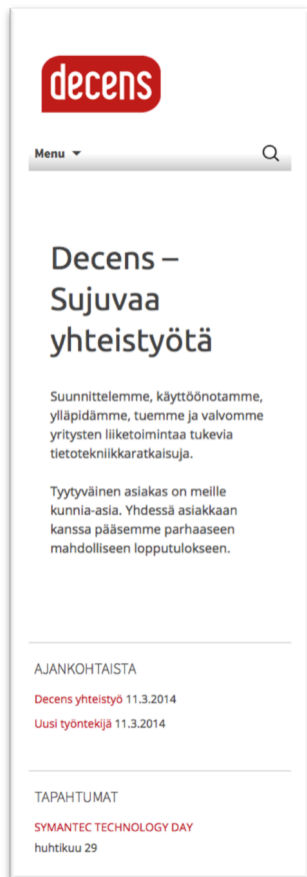 decens
Menu
Decens –
Sujuvaa
yhteistyötä
Suunnittelemme, käyttöönotamme,
ylläpidämme, tuemme ja valvomme
yritysten liiketoimintaa tukevia
tietotekniikkaratkaisuja.
Tyytyväinen asiakas on meille
kunnia-asia. Yhdessä asiakkaan
kanssa pääsemme parhaaseen
mahdolliseen lopputulokseen.
AJANKOHTAISTA
Decens yhteistyö 11.3.2014
Uusi työntekijä 11.3.2014
TAPAHTUMAT
SYMANTEC TECHNOLOGY DAY
huhtikuu 29